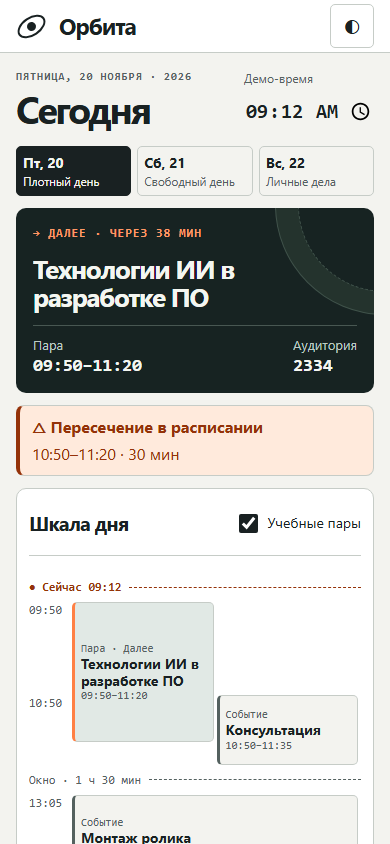 Орбита
ПЯТНИЦА, 20 НОЯБРЯ · 2026
Демо-время
Сегодня
09:12 AM
Пт, 20
Плотный день
Сб, 21
Свободный день
Вс, 22
Личные дела
→ ДАЛЕЕ · ЧЕРЕЗ 38 МИН
Технологии ИИ в
разработке ПО
Пара
09:50–11:20
Аудитория
2334
△ Пересечение в расписании
10:50–11:20 · 30 мин
Шкала дня
Учебные пары
• Сейчас 09:12
09:50
Пара · Далее
Технологии ИИ в
разработке ПО
09:50–11:20
10:50
Событие
Консультация
10:50–11:35
Окно · 1 ч 30 мин
13:05
Событие
Монтаж ролика